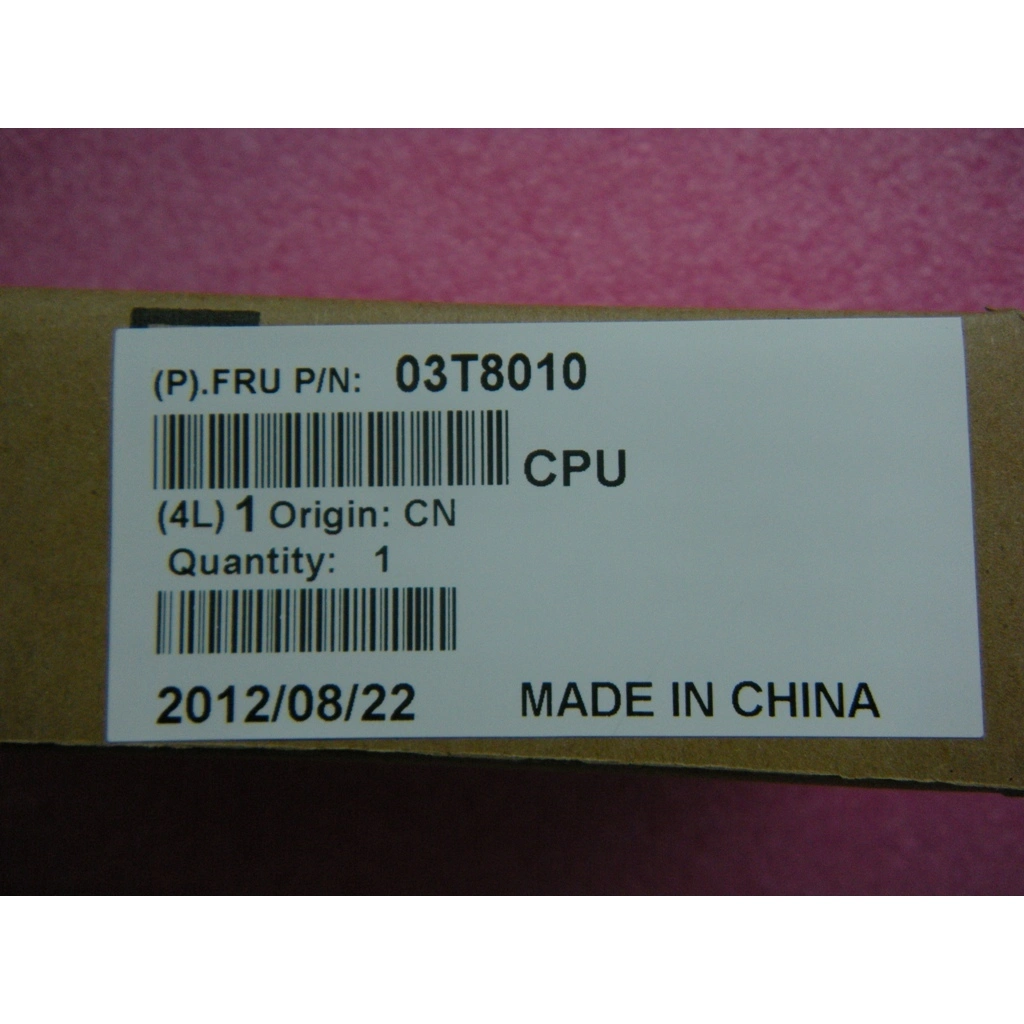 (P).FRU P/N: 03T8010
CPU
(4L) 1 Origin: CN
Quantity: 1
2012/08/22 MADE IN CHINA